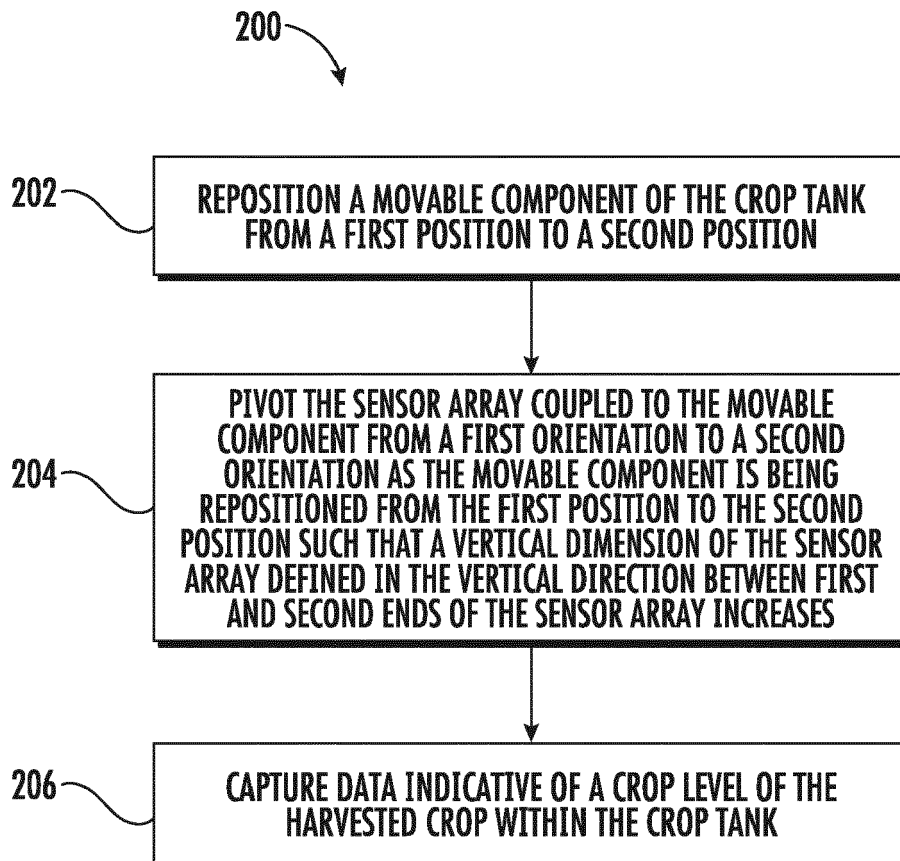 200
202
REPOSITION A MOVABLE COMPONENT OF THE CROP TANK
FROM A FIRST POSITION TO A SECOND POSITION
204
PIVOT THE SENSOR ARRAY COUPLED TO THE MOVABLE
COMPONENT FROM A FIRST ORIENTATION TO A SECOND
ORIENTATION AS THE MOVABLE COMPONENT IS BEING
REPOSITIONED FROM THE FIRST POSITION TO THE SECOND
POSITION SUCH THAT A VERTICAL DIMENSION OF THE SENSOR
ARRAY DEFINED IN THE VERTICAL DIRECTION BETWEEN FIRST
AND SECOND ENDS OF THE SENSOR ARRAY INCREASES
206
CAPTURE DATA INDICATIVE OF A CROP LEVEL OF THE
HARVESTED CROP WITHIN THE CROP TANK